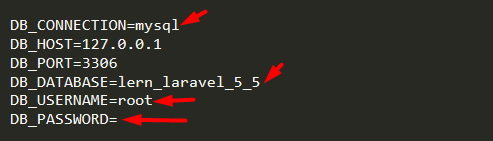 DB_CONNECTION=mysql
DB_HOST=127.0.0.1
DB_PORT=3306
DB_DATABASE=lern_laravel_5_5
DB_USERNAME=root
DB_PASSWORD=